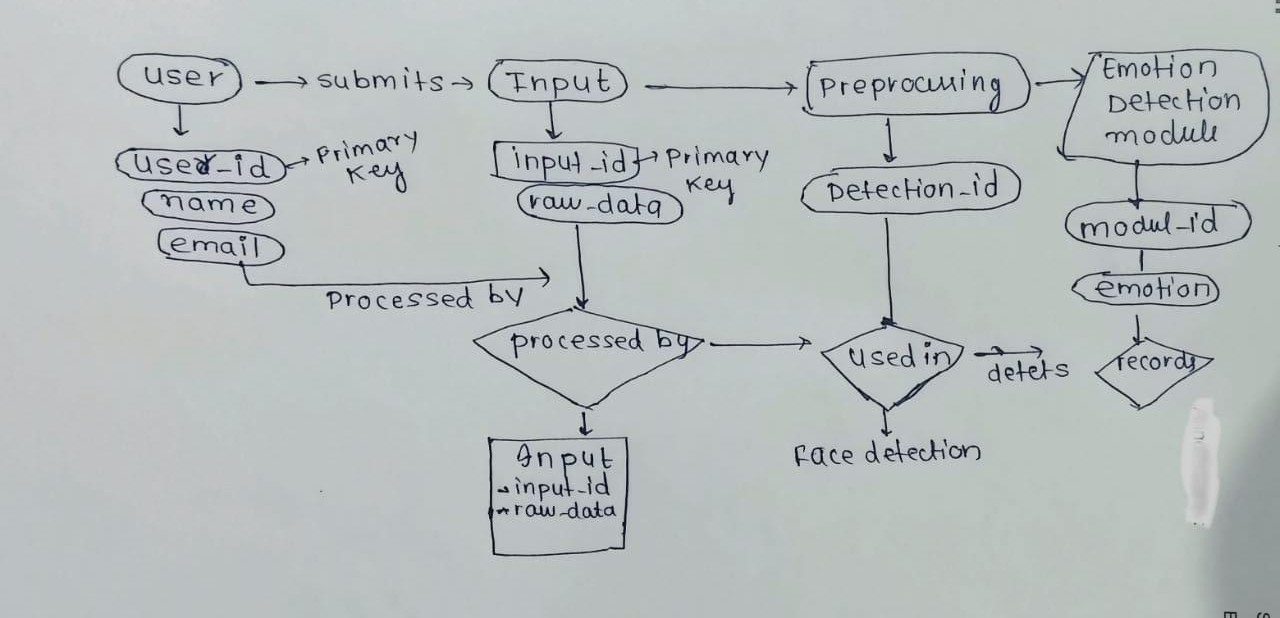 user
submits
Input
Preprocessing
Emotion
Detection
module
user-id
Primary
Key
name
email
input-id
Primary
Key
raw-data
Detection-id
modul-id
emotion
Processed by
processed by
used in
detets
records
Input
input-id
raw-data
Face detection